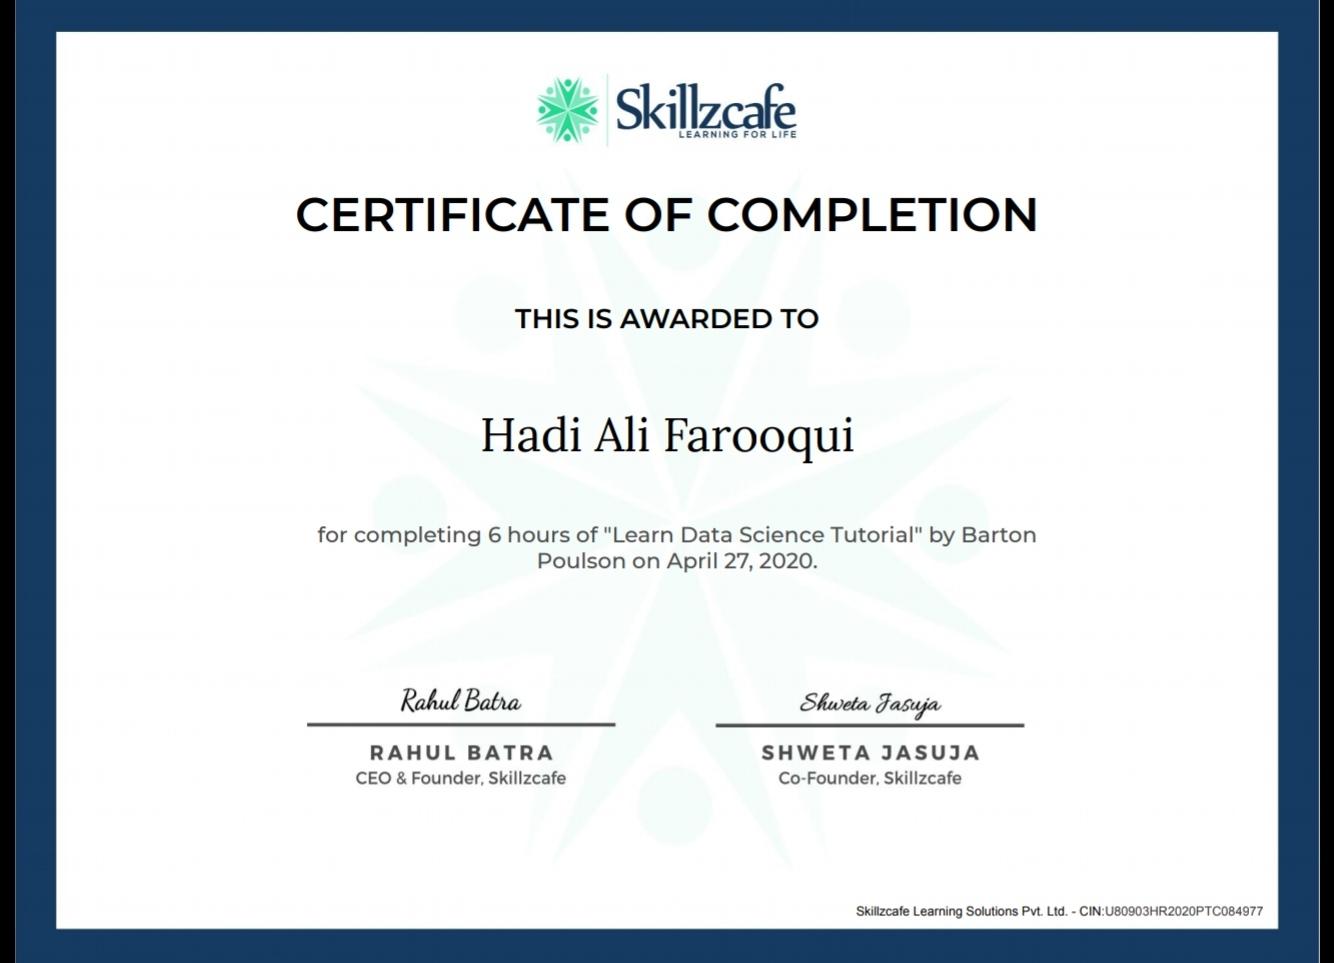 Skillzcafe
LEARNING FOR LIFE
CERTIFICATE OF COMPLETION
THIS IS AWARDED TO
Hadi Ali Farooqui
for completing 6 hours of "Learn Data Science Tutorial" by Barton
Poulson on April 27, 2020.
Rahul Batra
RAHUL BATRA
CEO & Founder, Skillzcafe
Shweta Jasuja
SHWETA JASUJA
Co-Founder, Skillzcafe
Skillzcafe Learning Solutions Pvt. Ltd. - CIN:U80903HR2020PTC084977